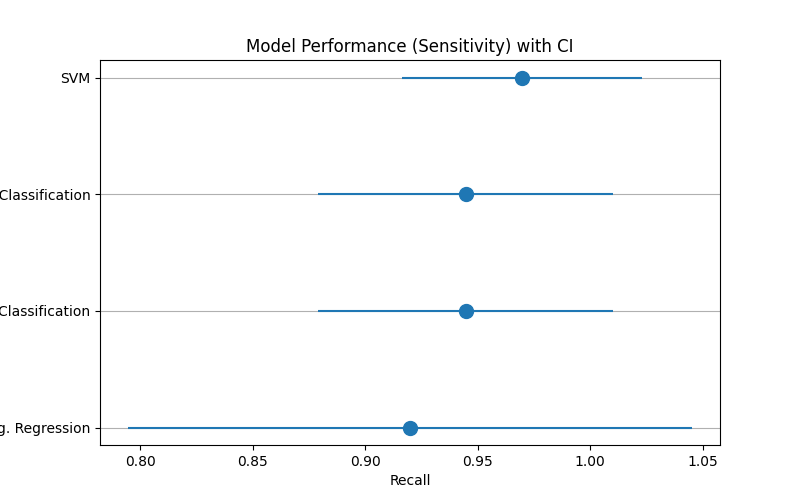 Model Performance (Sensitivity) with CI
SVM
Classification
Classification
g. Regression
0.80 0.85 0.90 0.95 1.00 1.05
Recall